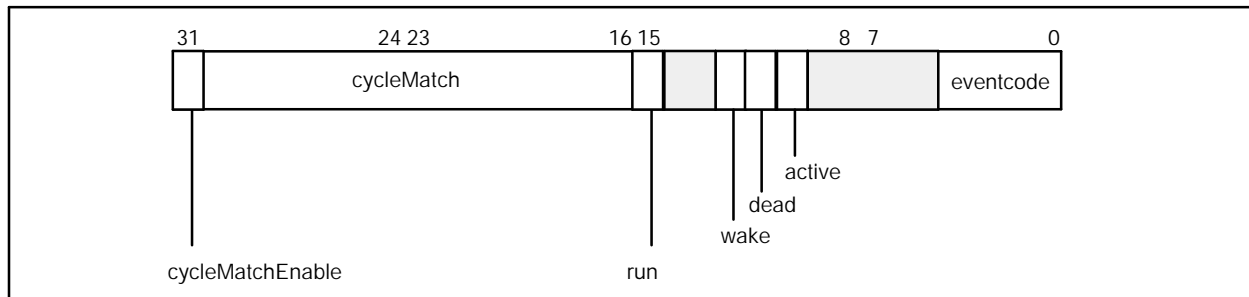 31 24 23 16 15 8 7 0
cycleMatch eventcode
active
dead
wake
cycleMatchEnable run